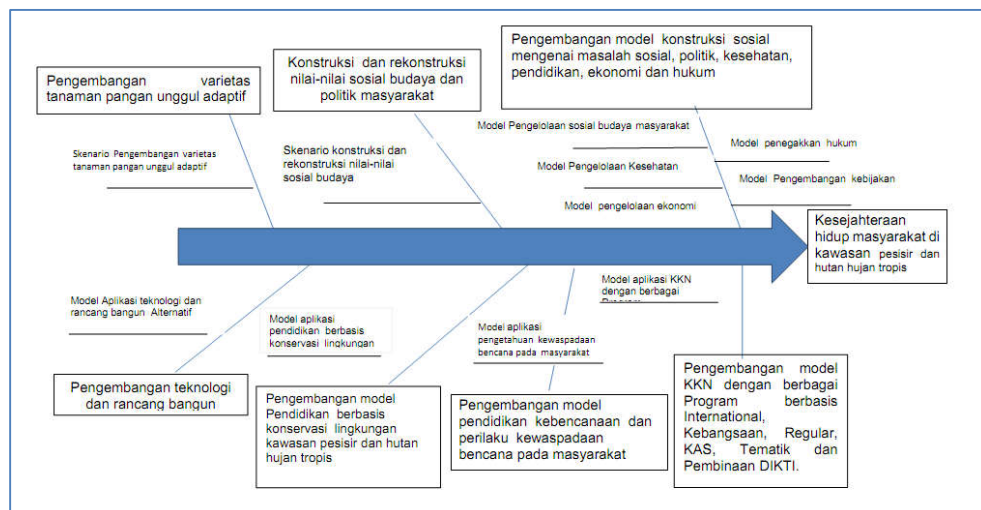 Pengembangan varietas
tanaman pangan unggul adaptif
Konstruksi dan rekonstruksi
nilai-nilai sosial budaya dan
politik masyarakat
Pengembangan model konstruksi sosial
mengenai masalah sosial, politik, kesehatan,
pendidikan, ekonomi dan hukum
Skenario Pengembangan varietas
tanaman pangan unggul adaptif
Skenario konstruksi dan
rekonstruksi nilai-nilai
sosial budaya
Model Pengelolaan sosial budaya masyarakat
Model penegakkan hukum
Model Pengelolaan Kesehatan
Model Pengembangan kebijakan
Model pengelolaan ekonomi
Kesejahteraan
hidup masyarakat di
kawasan pesisir dan
hutan hujan tropis
Model Aplikasi teknologi dan
rancang bangun Alternatif
Model aplikasi
pendidikan berbasis
konservasi lingkungan
Model aplikasi
pengetahuan kewaspadaan
bencana pada masyarakat
Model aplikasi KKN
dengan berbagai
Pengembangan teknologi
dan rancang bangun
Pengembangan model
Pendidikan berbasis
konservasi lingkungan
kawasan pesisir dan hutan
hujan tropis
Pengembangan model
pendidikan kebencanaan dan
perilaku kewaspadaan
bencana pada masyarakat
Pengembangan model
KKN dengan berbagai
Program berbasis
International,
Kebangsaan, Regular,
KAS, Tematik dan
Pembinaan DIKTI.